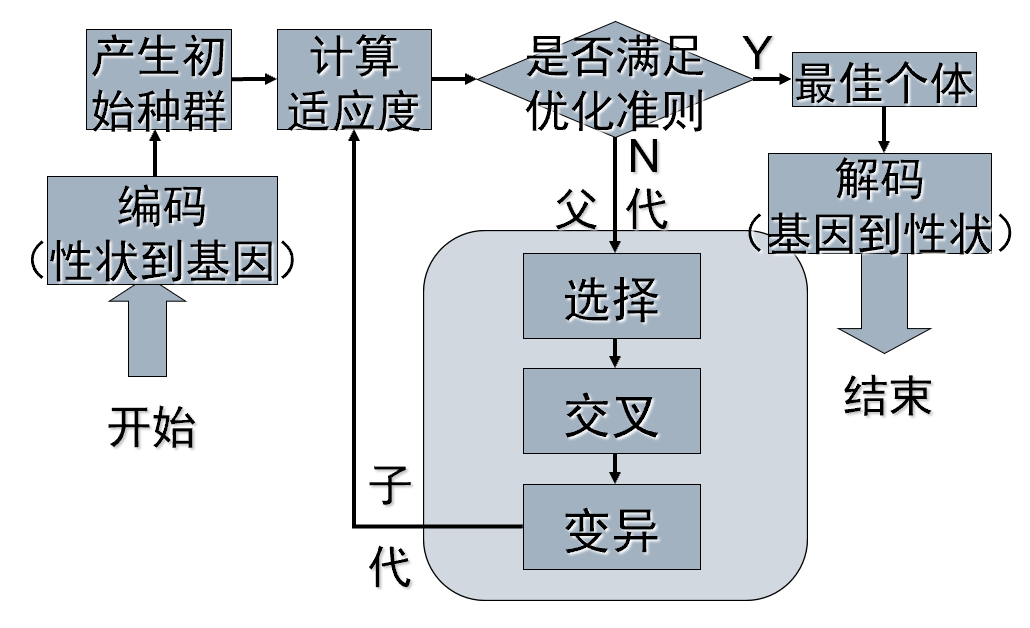 产生初
始种群
计算
适应度
是否满足
优化准则
Y
最佳个体
N
编码
（性状到基因）
父 代
解码
（基因到性状）
选择
开始
交叉
结束
子
代
变异